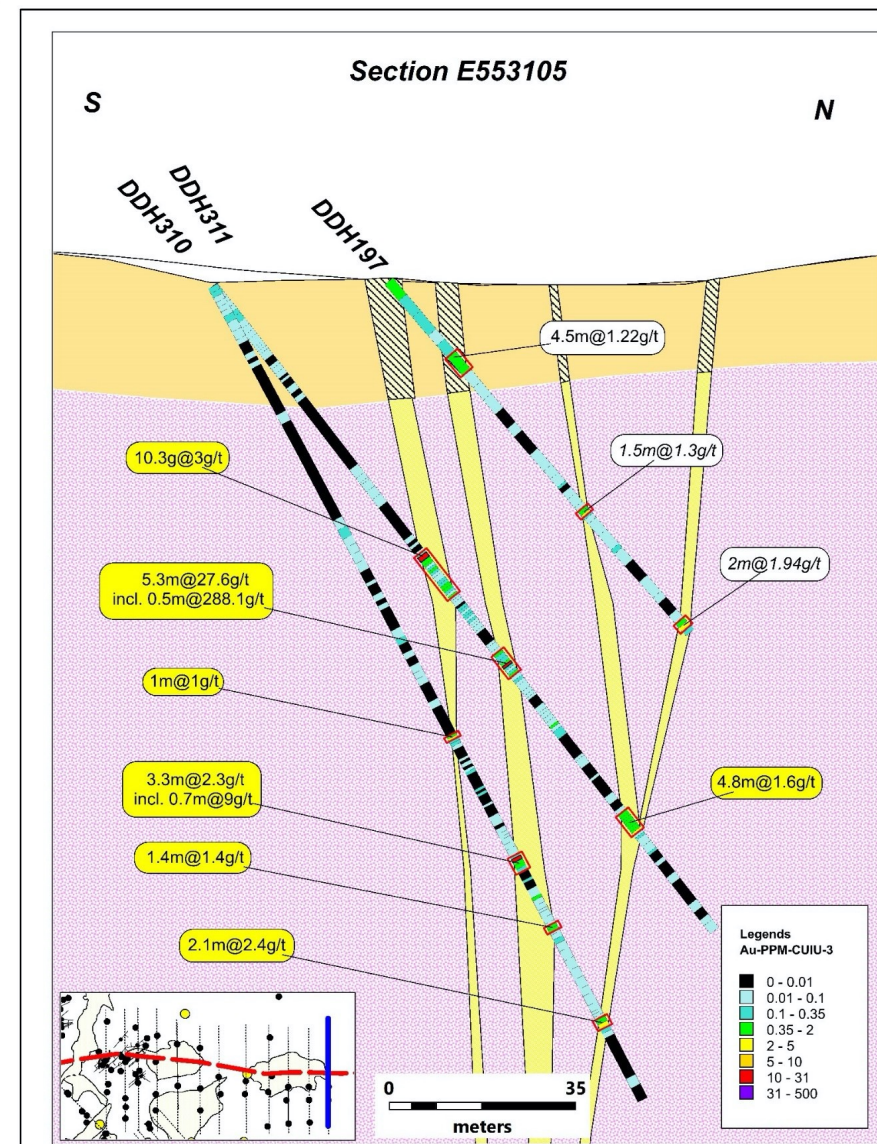 Section E553105
S
N
DDH310
DDH311
DDH197
4.5m@1.22g/t
10.3g@3g/t
1.5m@1.3g/t
5.3m@27.6g/t
incl. 0.5m@288.1g/t
2m@1.94g/t
1m@1g/t
3.3m@2.3g/t
incl. 0.7m@9g/t
4.8m@1.6g/t
1.4m@1.4g/t
2.1m@2.4g/t
Legends
Au-PPM-CUIU-3
0 - 0.01
0.01 - 0.1
0.1 - 0.35
0.35 - 2
2 - 5
5 - 10
10 - 31
31 - 500
0 35
meters